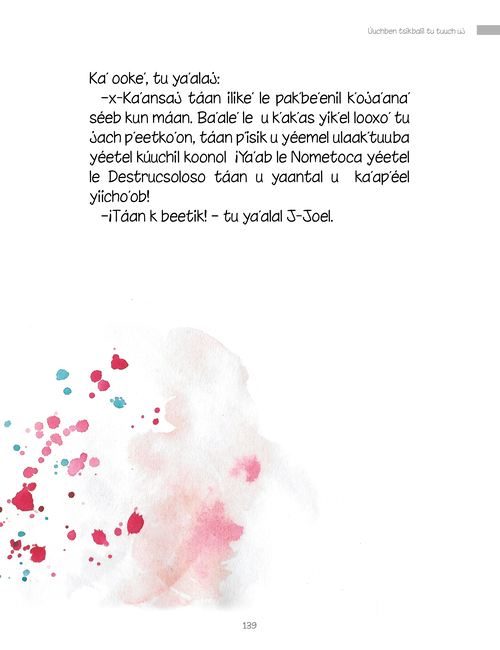 Úuchben tsikbalil tu tuuch uj
Ka' ooke', tu ya'alaj:
–x-Ka'ansaj táan ilike' le pak'be'enil k'oja'ana'
séeb kun máan. Ba'ale' le u k'ak'as yik'el looxo' tu
jach p'eetko'on, táan p'isik u yéemel ulaak'tuuba
yéetel kúuchil koonol ¡Ya'ab le Nometoca yéetel
le Destrucsoloso táan u yaantal u ka'ap'éel
yiicho'ob!
–¡Táan k beetik! – tu ya'alal J-Joel.
139